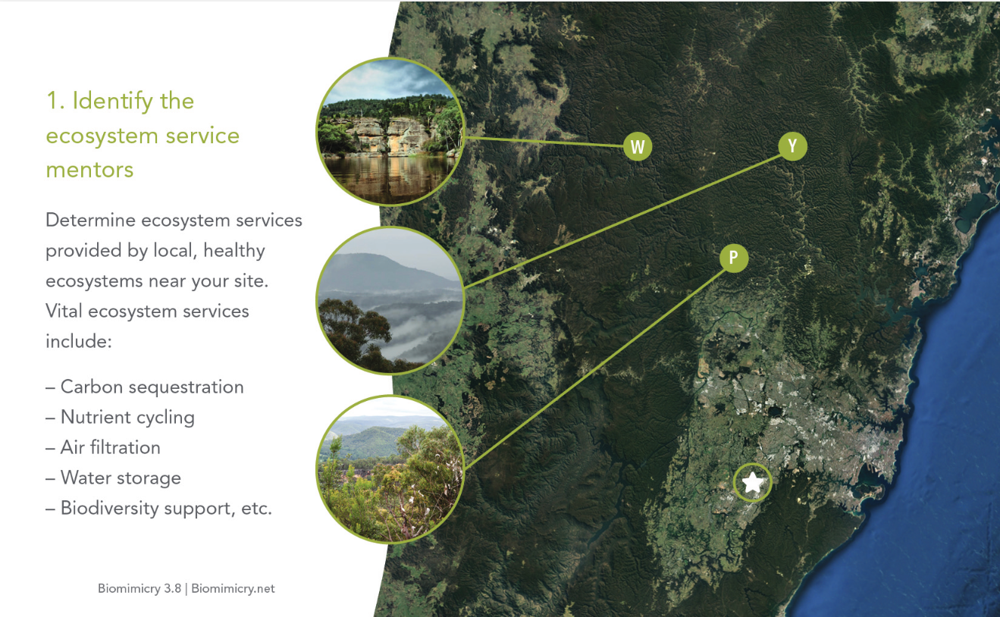 1. Identify the
ecosystem service
mentors
Determine ecosystem services
provided by local, healthy
ecosystems near your site.
Vital ecosystem services
include:
– Carbon sequestration
– Nutrient cycling
– Air filtration
– Water storage
– Biodiversity support, etc.
Biomimicry 3.8 | Biomimicry.net
W
Y
P